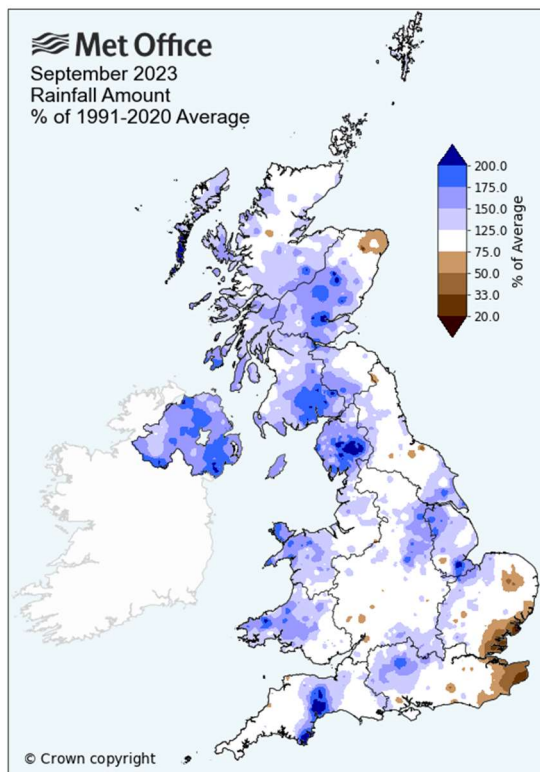 Met Office
September 2023
Rainfall Amount
% of 1991-2020 Average
200.0
175.0
150.0
125.0
75.0
50.0
33.0
20.0
% of Average
© Crown copyright